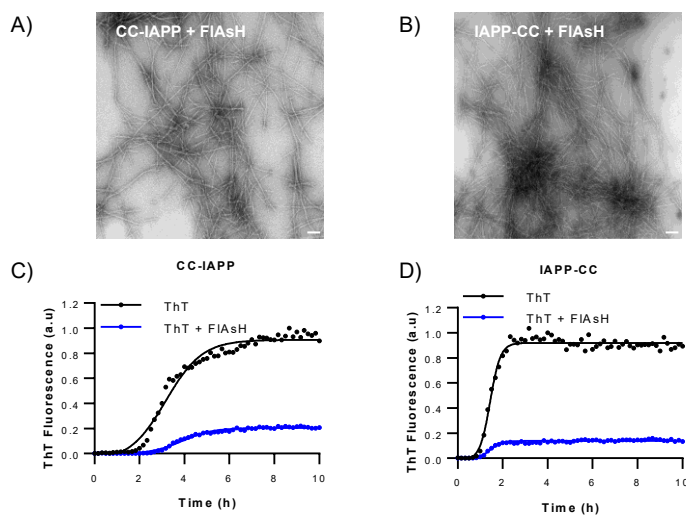 A)
CC-IAPP + FlAsH
B)
IAPP-CC + FlAsH
C)
CC-IAPP
ThT
ThT + FlAsH
ThT Fluorescence (a.u)
1.2
1.0
0.8
0.6
0.4
0.2
0.0
0 2 4 6 8 10
Time (h)
D)
IAPP-CC
ThT
ThT + FlAsH
ThT Fluorescence (a.u)
1.2
1.0
0.8
0.6
0.4
0.2
0.0
0 2 4 6 8 10
Time (h)